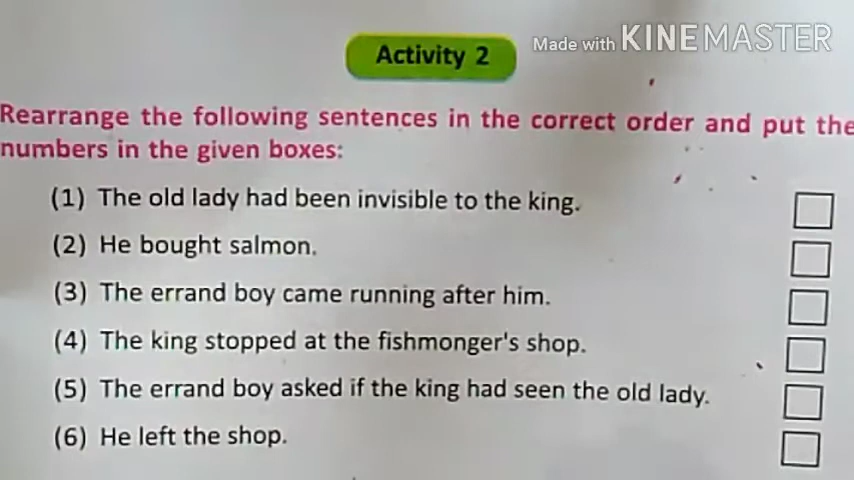 Activity 2
Made with KINEMASTER
Rearrange the following sentences in the correct order and put the
numbers in the given boxes:
(1) The old lady had been invisible to the king.
(2) He bought salmon.
(3) The errand boy came running after him.
(4) The king stopped at the fishmonger's shop.
(5) The errand boy asked if the king had seen the old lady.
(6) He left the shop.